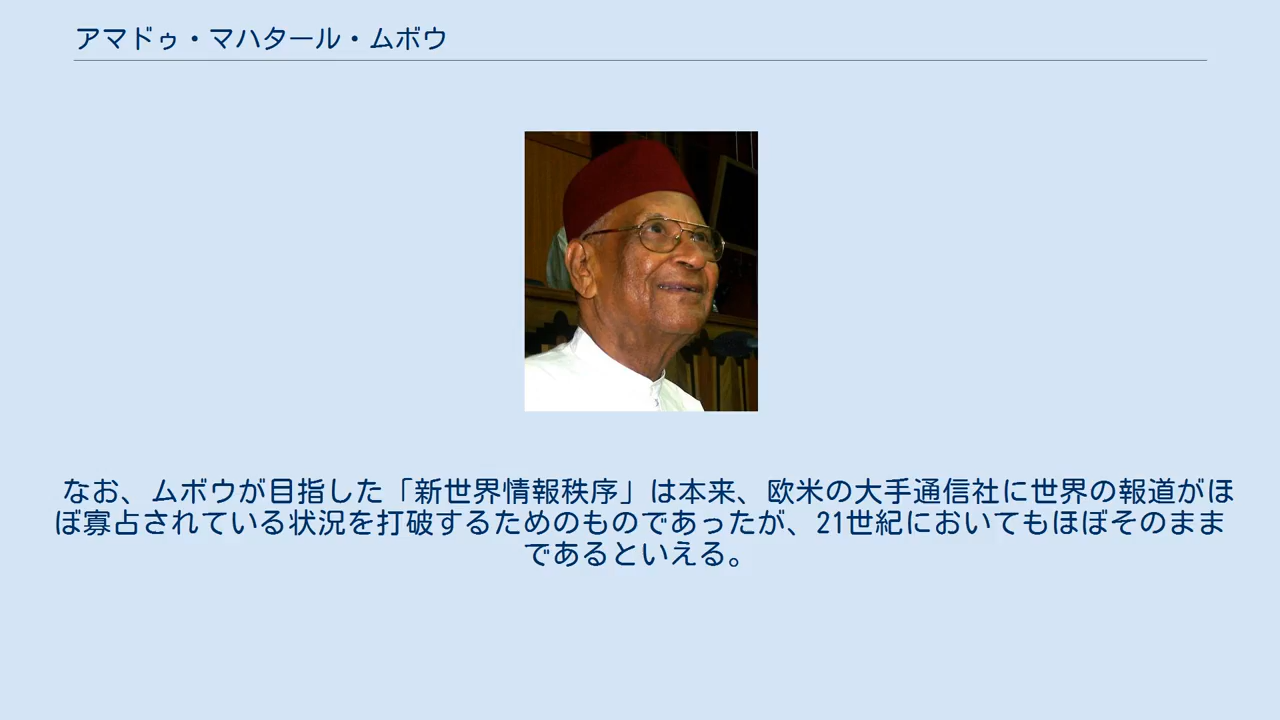 アマドゥ・マハタール・ムボウ
なお、ムボウが目指した「新世界情報秩序」は本来、欧米の大手通信社に世界の報道がほ
ぼ寡占されている状況を打破するためのものであったが、21世紀においてもほぼそのまま
であるといえる。